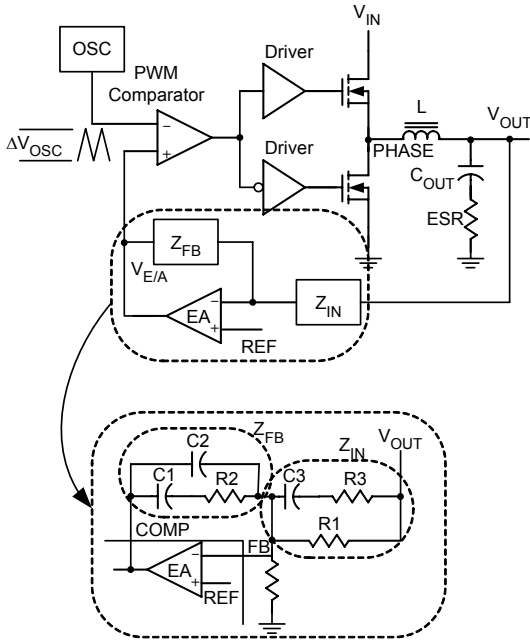 V_IN
OSC
Driver
PWM
Comparator
L
V_OUT
−
+
ΔV_OSC
Driver
PHASE
C_OUT
ESR
Z_FB
V_E/A
−
EA
+
REF
Z_IN
Z_FB
V_OUT
C2
Z_IN
C1
R2
C3
R3
R1
COMP
FB
−
EA
+
REF